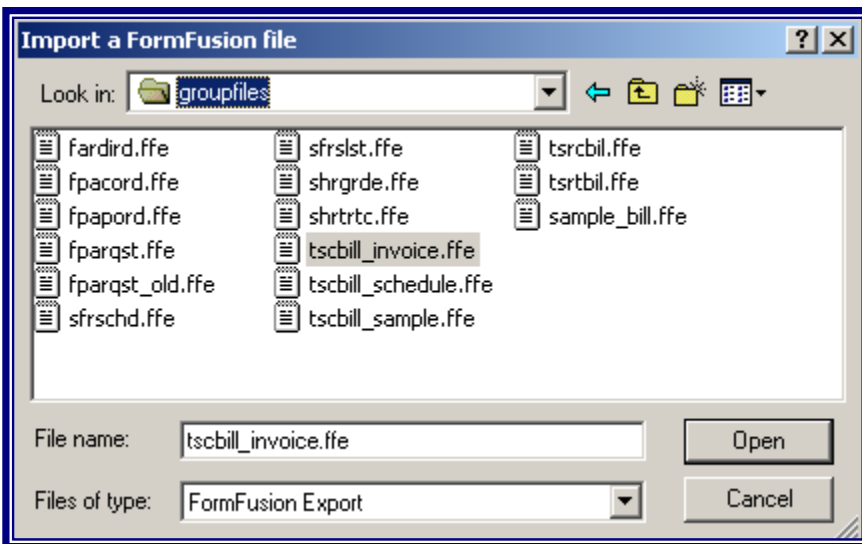 Import a FormFusion file
Look in: groupfiles
fardird.ffe
fpacord.ffe
fpapord.ffe
fparqst.ffe
fparqst_old.ffe
sfrschd.ffe
sfrslst.ffe
shrgrde.ffe
shrtrtc.ffe
tscbill_invoice.ffe
tscbill_schedule.ffe
tscbill_sample.ffe
tsrcbil.ffe
tsrtbil.ffe
sample_bill.ffe
File name: tscbill_invoice.ffe Open
Files of type: FormFusion Export Cancel